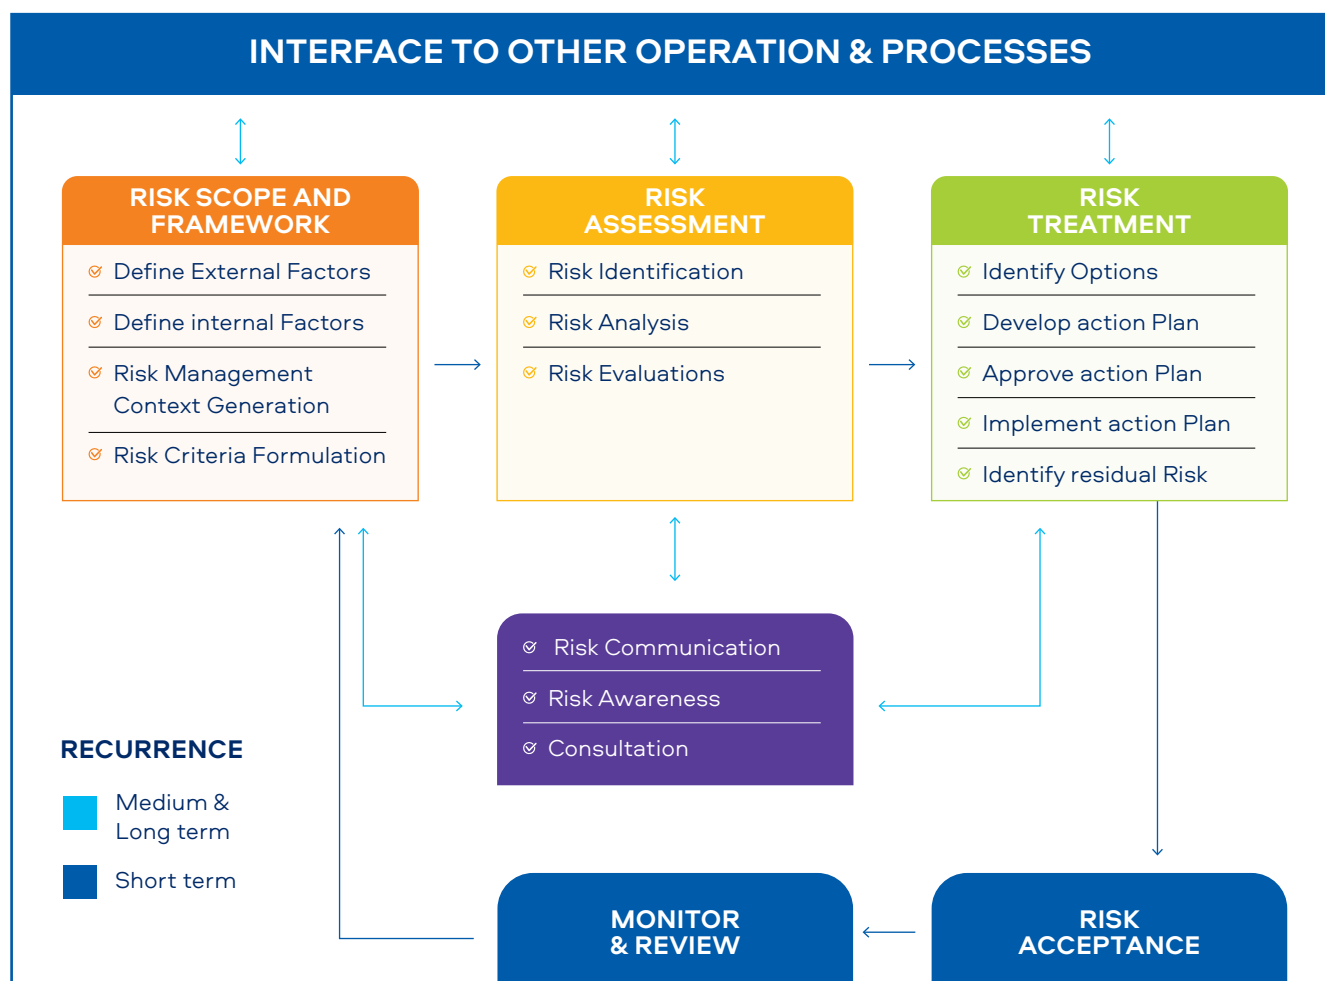 INTERFACE TO OTHER OPERATION & PROCESSES
RISK SCOPE AND
FRAMEWORK
Define External Factors
Define internal Factors
Risk Management
Context Generation
Risk Criteria Formulation
RISK
ASSESSMENT
Risk Identification
Risk Analysis
Risk Evaluations
RISK
TREATMENT
Identify Options
Develop action Plan
Approve action Plan
Implement action Plan
Identify residual Risk
Risk Communication
Risk Awareness
Consultation
RECURRENCE
Medium &
Long term
Short term
MONITOR
& REVIEW
RISK
ACCEPTANCE